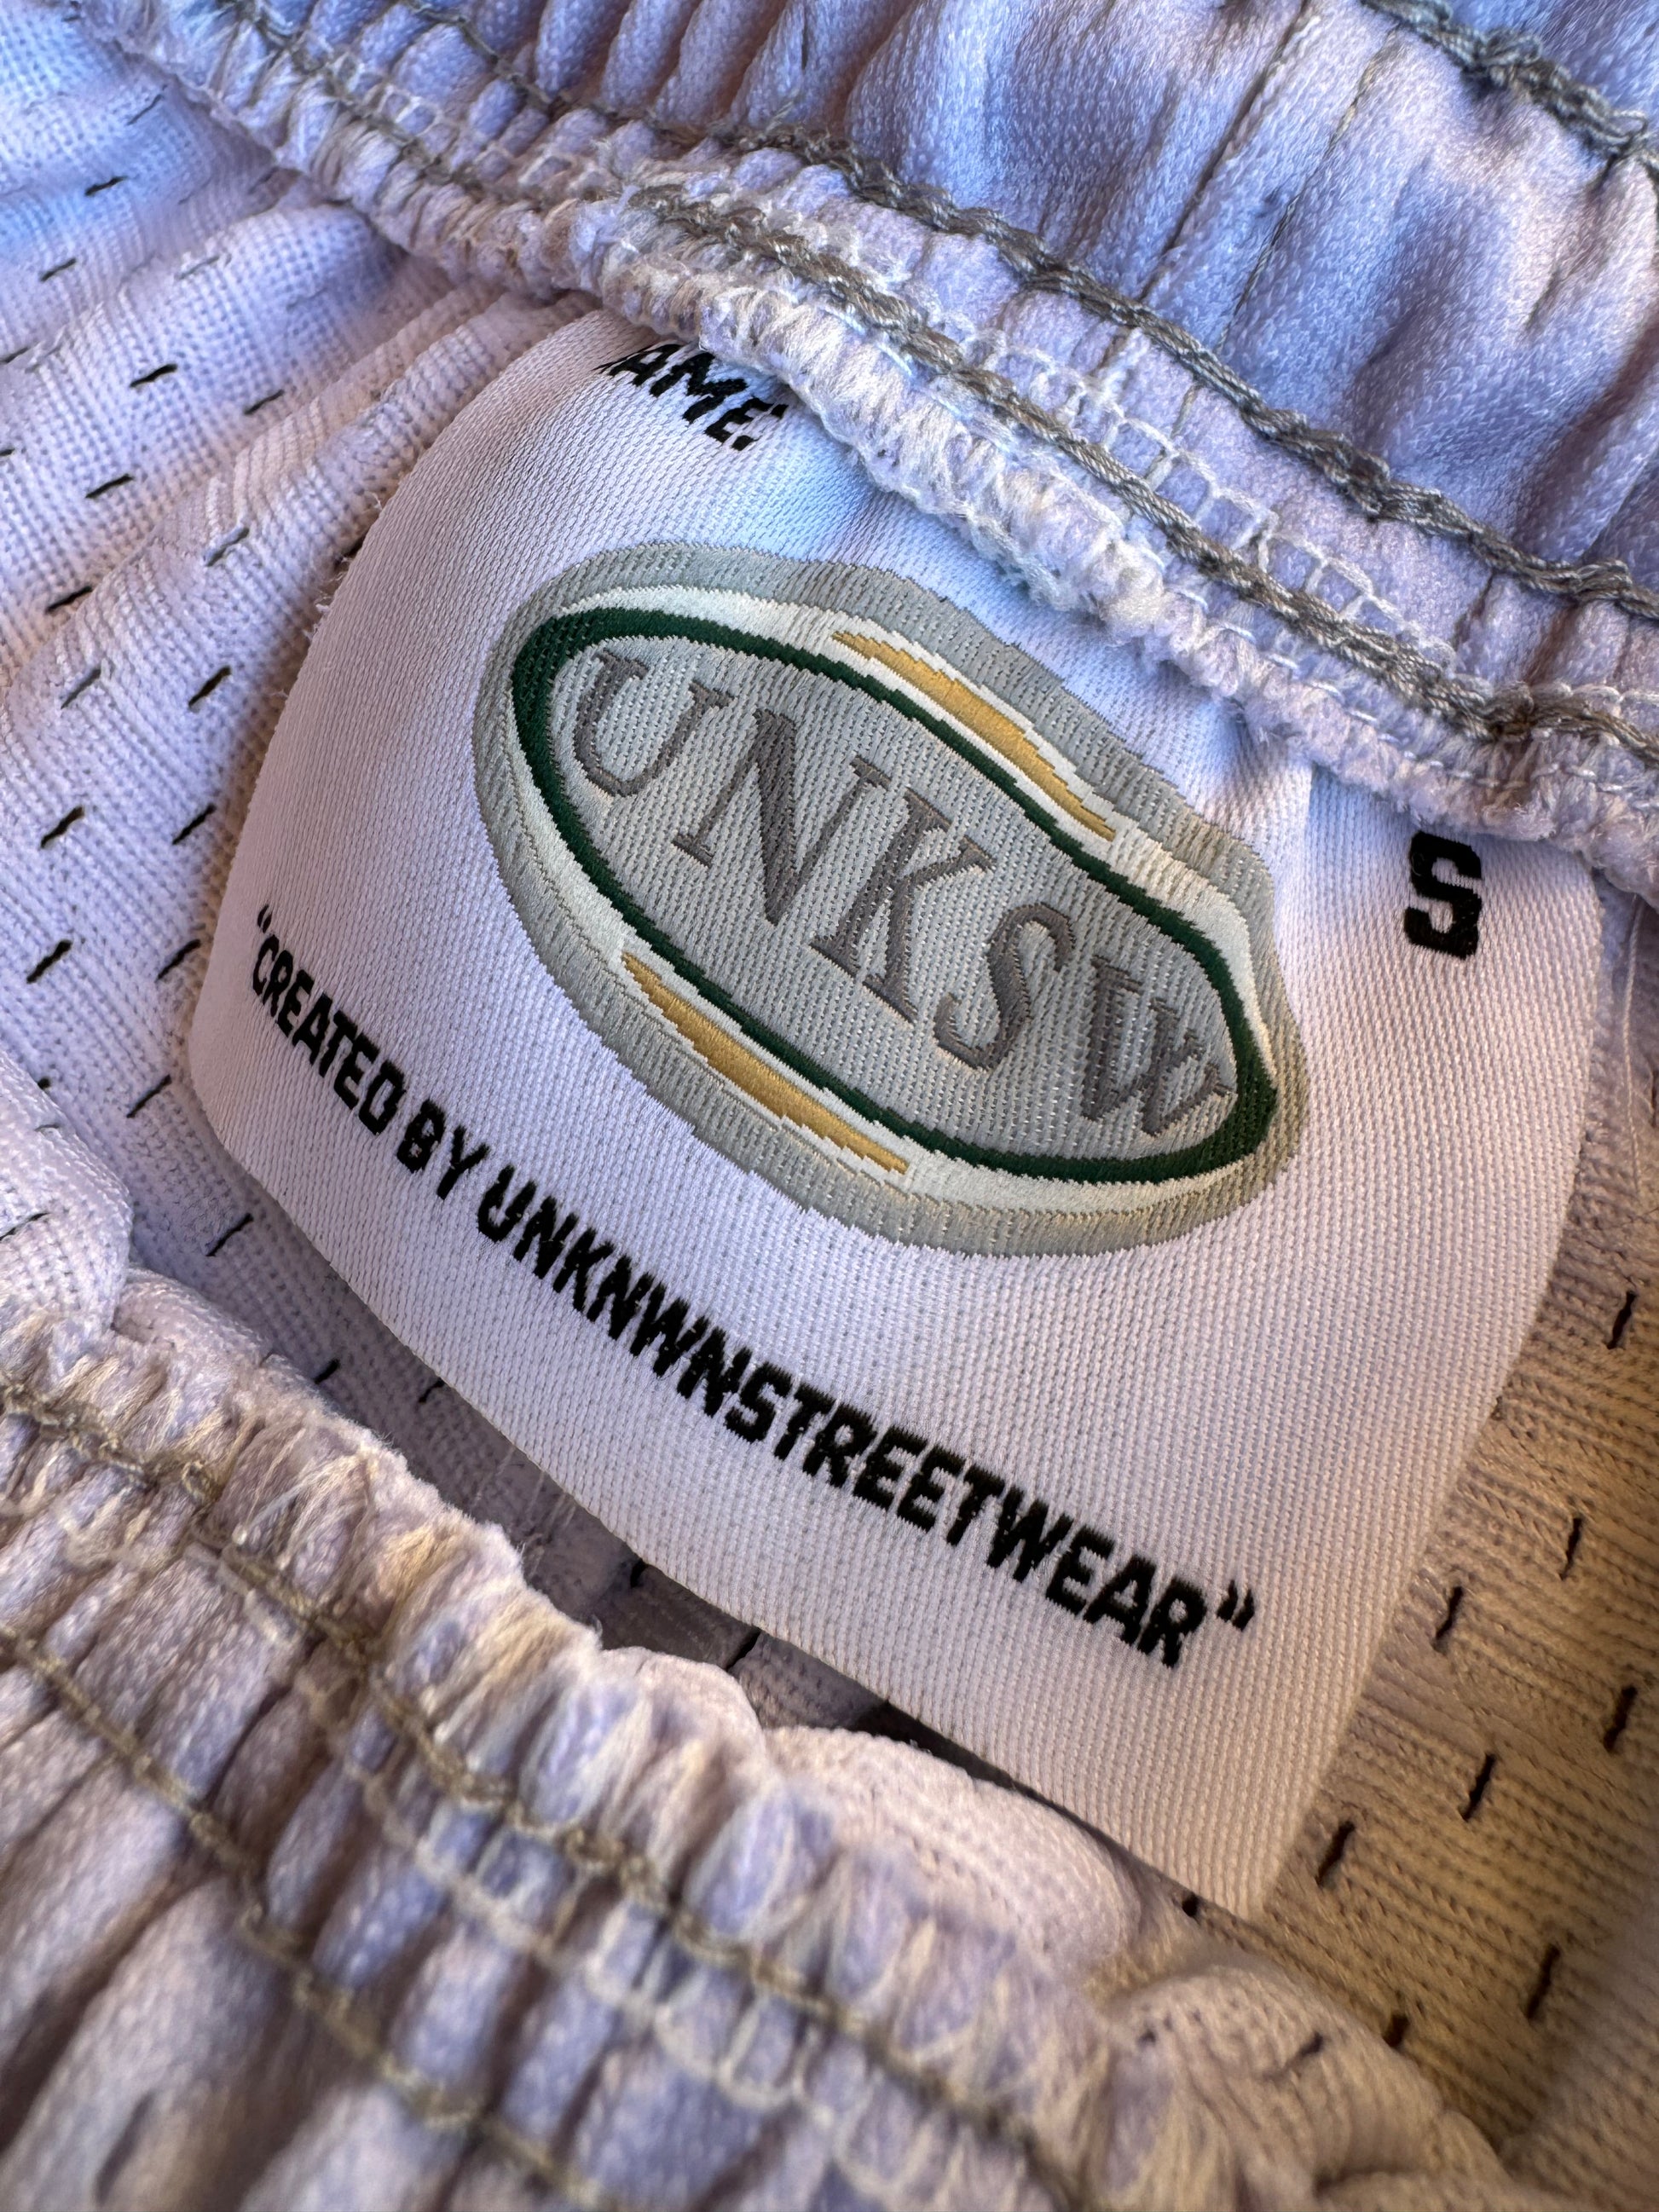 AME:
UNKSW
S
"CREATED BY UNKNWNSTREETWEAR"